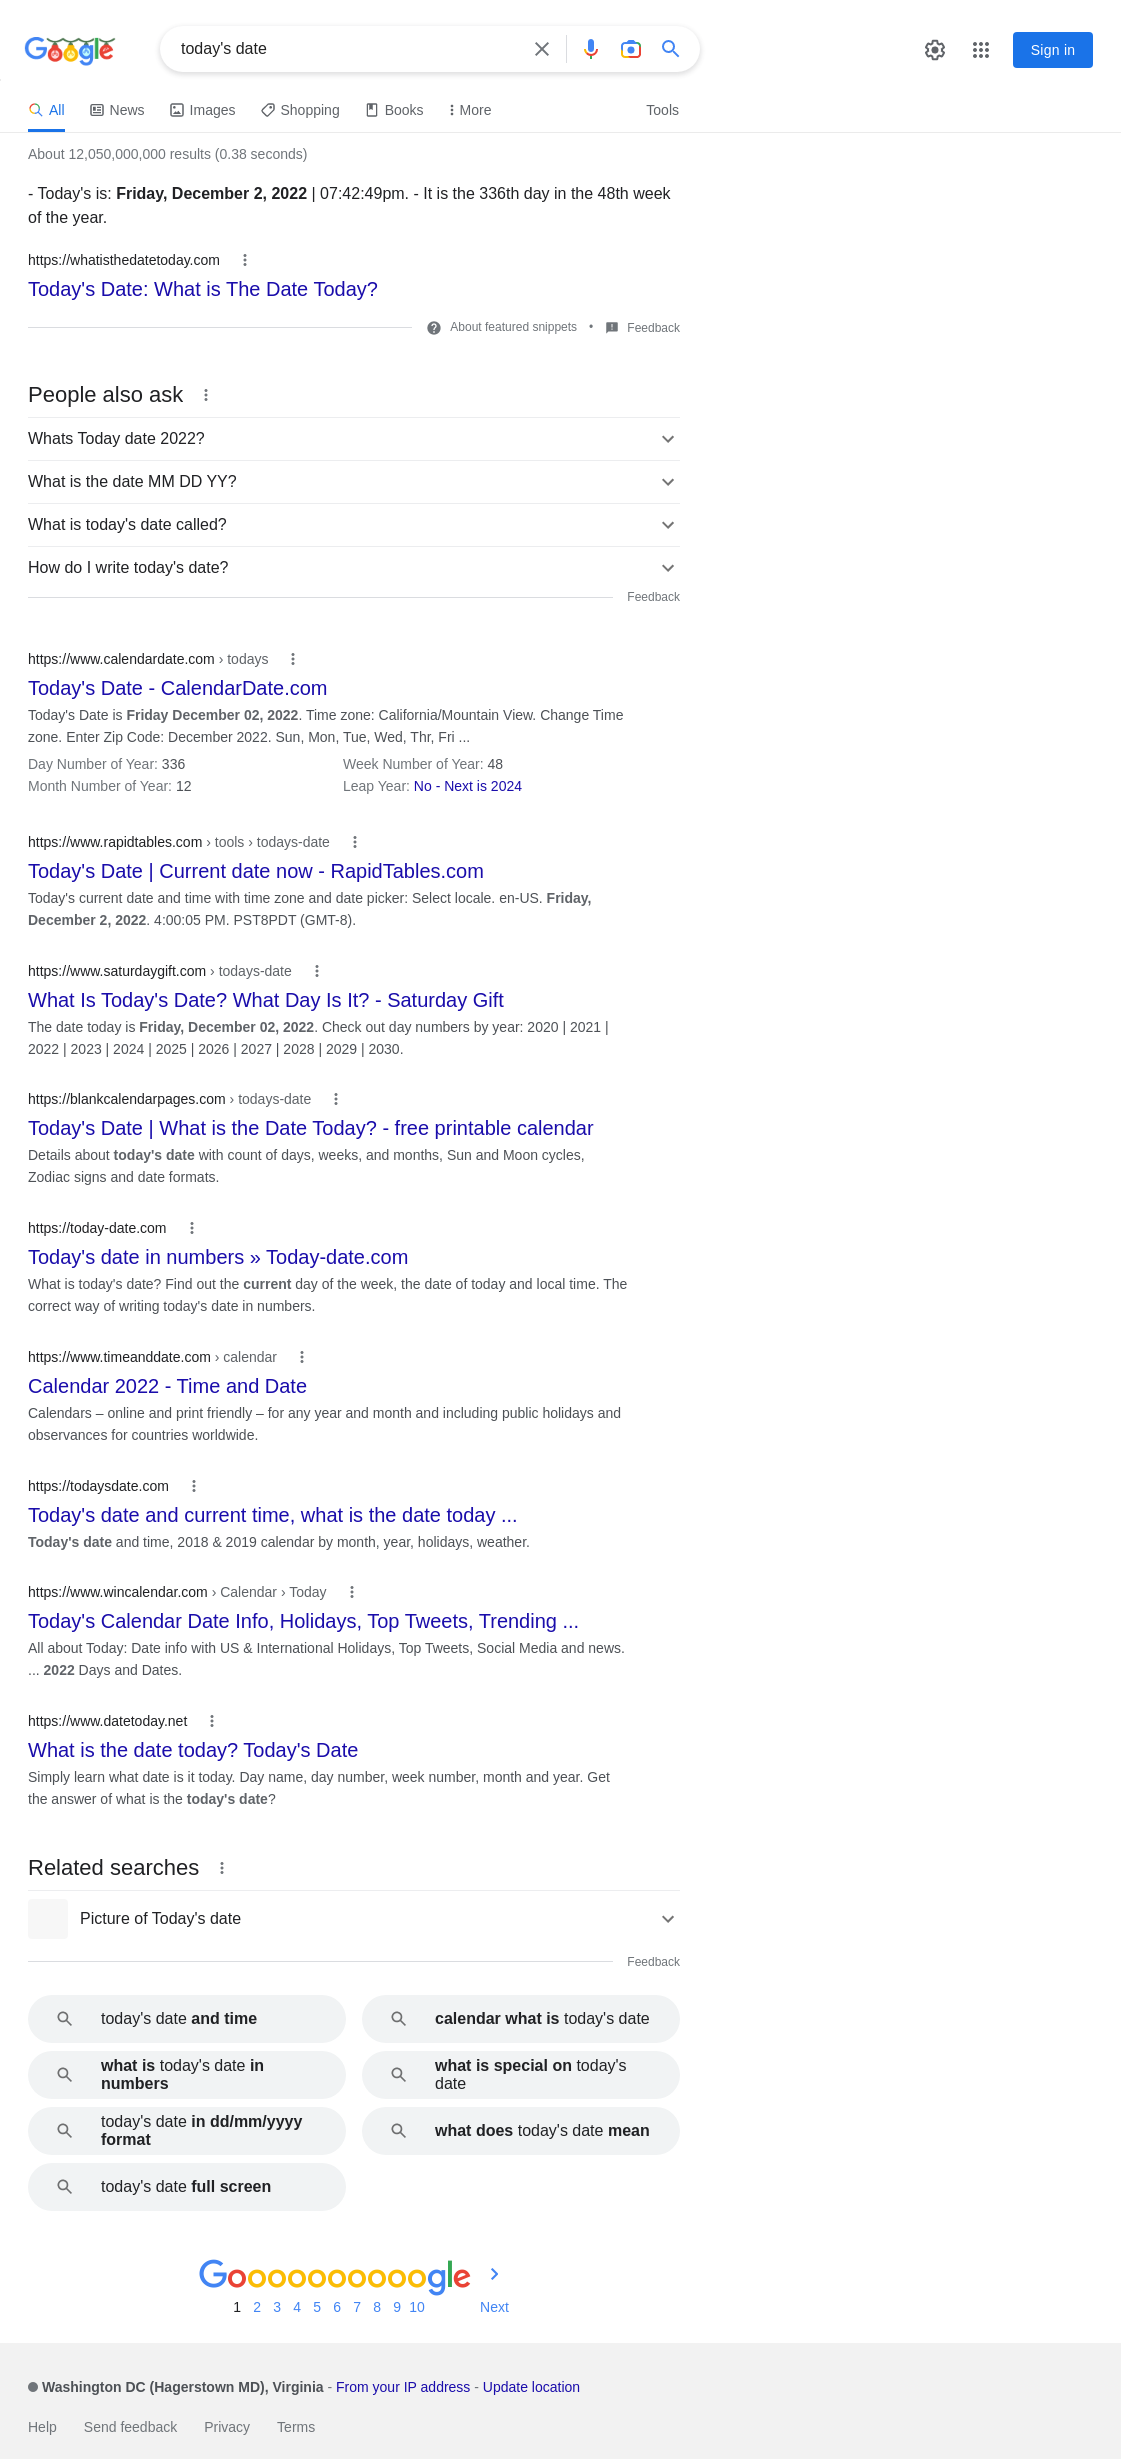 Google
today's date
Sign in
All News Images Shopping Books More Tools
About 12,050,000,000 results (0.38 seconds)
- Today's is: Friday, December 2, 2022 | 07:42:49pm. - It is the 336th day in the 48th week
of the year.
https://whatisthedatetoday.com
Today's Date: What is The Date Today?
About featured snippets • Feedback
People also ask
Whats Today date 2022?
What is the date MM DD YY?
What is today's date called?
How do I write today's date?
Feedback
https://www.calendardate.com › todays
Today's Date - CalendarDate.com
Today's Date is Friday December 02, 2022. Time zone: California/Mountain View. Change Time
zone. Enter Zip Code: December 2022. Sun, Mon, Tue, Wed, Thr, Fri ...
Day Number of Year: 336 Week Number of Year: 48
Month Number of Year: 12 Leap Year: No - Next is 2024
https://www.rapidtables.com › tools › todays-date
Today's Date | Current date now - RapidTables.com
Today's current date and time with time zone and date picker: Select locale. en-US. Friday,
December 2, 2022. 4:00:05 PM. PST8PDT (GMT-8).
https://www.saturdaygift.com › todays-date
What Is Today's Date? What Day Is It? - Saturday Gift
The date today is Friday, December 02, 2022. Check out day numbers by year: 2020 | 2021 |
2022 | 2023 | 2024 | 2025 | 2026 | 2027 | 2028 | 2029 | 2030.
https://blankcalendarpages.com › todays-date
Today's Date | What is the Date Today? - free printable calendar
Details about today's date with count of days, weeks, and months, Sun and Moon cycles,
Zodiac signs and date formats.
https://today-date.com
Today's date in numbers » Today-date.com
What is today's date? Find out the current day of the week, the date of today and local time. The
correct way of writing today's date in numbers.
https://www.timeanddate.com › calendar
Calendar 2022 - Time and Date
Calendars – online and print friendly – for any year and month and including public holidays and
observances for countries worldwide.
https://todaysdate.com
Today's date and current time, what is the date today ...
Today's date and time, 2018 & 2019 calendar by month, year, holidays, weather.
https://www.wincalendar.com › Calendar › Today
Today's Calendar Date Info, Holidays, Top Tweets, Trending ...
All about Today: Date info with US & International Holidays, Top Tweets, Social Media and news.
... 2022 Days and Dates.
https://www.datetoday.net
What is the date today? Today's Date
Simply learn what date is it today. Day name, day number, week number, month and year. Get
the answer of what is the today's date?
Related searches
Picture of Today's date
Feedback
today's date and time
calendar what is today's date
what is today's date in
numbers
what is special on today's
date
today's date in dd/mm/yyyy
format
what does today's date mean
today's date full screen
Goooooooooogle
1 2 3 4 5 6 7 8 9 10 Next
Washington DC (Hagerstown MD), Virginia - From your IP address - Update location
Help Send feedback Privacy Terms